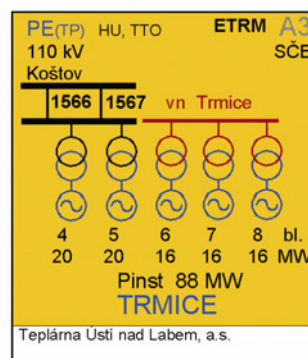 PE(TP) HU, TTO ETRM A3
110 kV SČE
Koštov
1566 1567 vn Trmice
4 5 6 7 8 bl.
20 20 16 16 16 MW
Pinst 88 MW
TRMICE
Teplárna Ústí nad Labem, a.s.